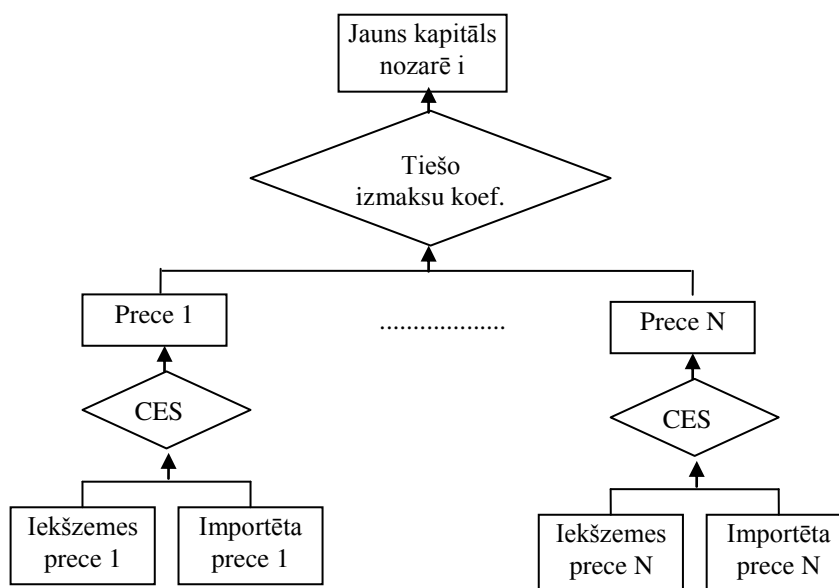 Jauns kapitāls
nozarē i
Tiešo
izmaksu koef.
Prece 1
...................
Prece N
CES
CES
Iekšzemes
prece 1
Importēta
prece 1
Iekšzemes
prece N
Importēta
prece N